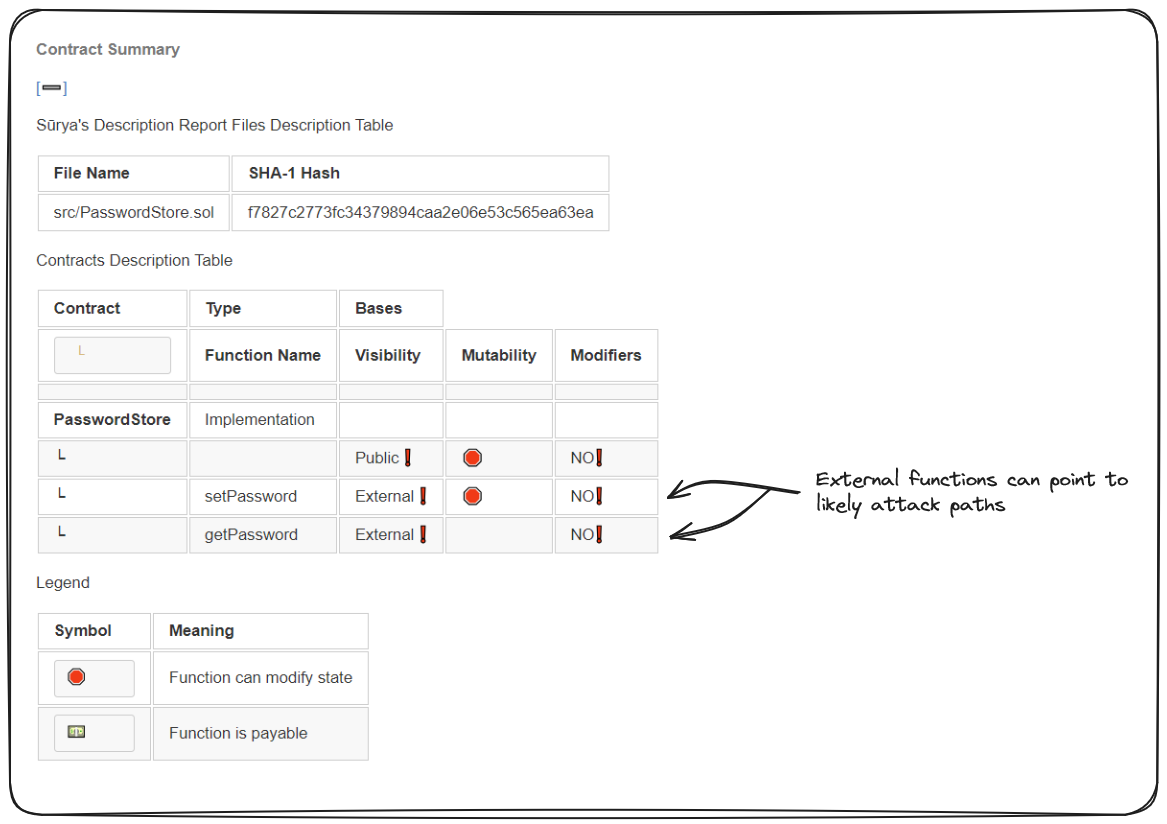 Contract Summary
[➖]
Sūrya's Description Report Files Description Table
File Name SHA-1 Hash
src/PasswordStore.sol f7827c2773fc34379894caa2e06e53c565ea63ea
Contracts Description Table
Contract Type Bases
└ Function Name Visibility Mutability Modifiers
PasswordStore Implementation
└ Public❗ 🛑 NO❗
└ setPassword External❗ 🛑 NO❗
└ getPassword External❗ NO❗
External functions can point to
likely attack paths
Legend
Symbol Meaning
🛑 Function can modify state
💵 Function is payable